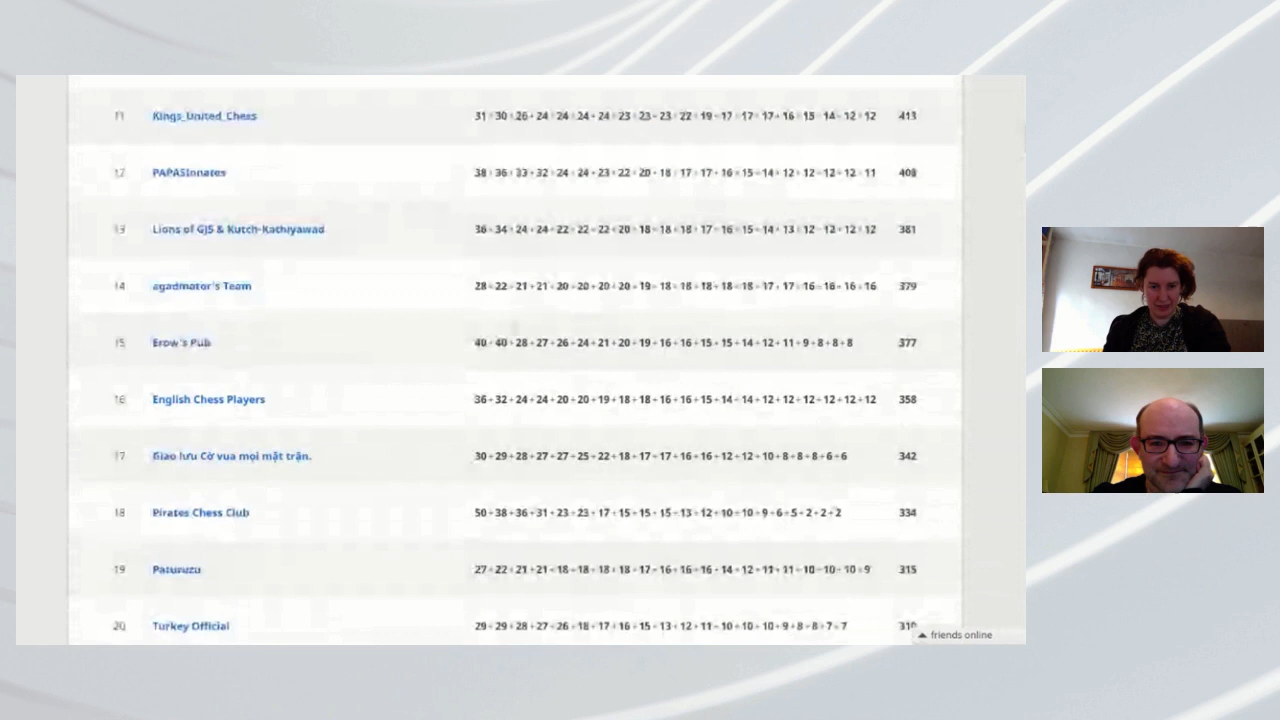 11 Kings_United_Chess 31+30+26+24+24+24+24+23+23+23+22+19+17+17+17+16+15+14+12+12 413
12 PAPASInnates 38+36+33+32+24+24+23+22+20+18+17+17+16+15+14+12+12+12+12+11 408
13 Lions of GJ5 & Kutch-Kathiyawad 36+34+24+24+22+22+22+20+18+18+18+17+16+15+14+13+12+12+12+12 381
14 agadmator's Team 28+22+21+21+20+20+20+20+19+18+18+18+18+18+17+17+16+16+16+16 379
15 Erow's Pub 40+40+28+27+26+24+21+20+19+16+16+15+15+14+12+11+9+8+8+8 377
16 English Chess Players 36+32+24+24+20+20+19+18+18+16+16+15+14+14+12+12+12+12+12+12 358
17 Giao lưu Cờ vua mọi mặt trận. 30+29+28+27+27+25+22+18+17+17+16+16+12+12+10+8+8+8+6+6 342
18 Pirates Chess Club 50+38+36+31+23+23+17+15+15+15+13+12+10+10+9+6+5+2+2+2 334
19 Paturuzu 27+22+21+21+18+18+18+18+17+16+16+16+14+12+11+11+10+10+10+9 315
20 Turkey Official 29+29+28+27+26+18+17+16+15+13+12+11+10+10+10+9+8+8+7+7 310
friends online